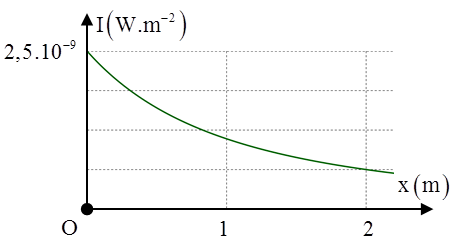 I(W.m⁻²)
2,5.10⁻⁹
x(m)
O 1 2